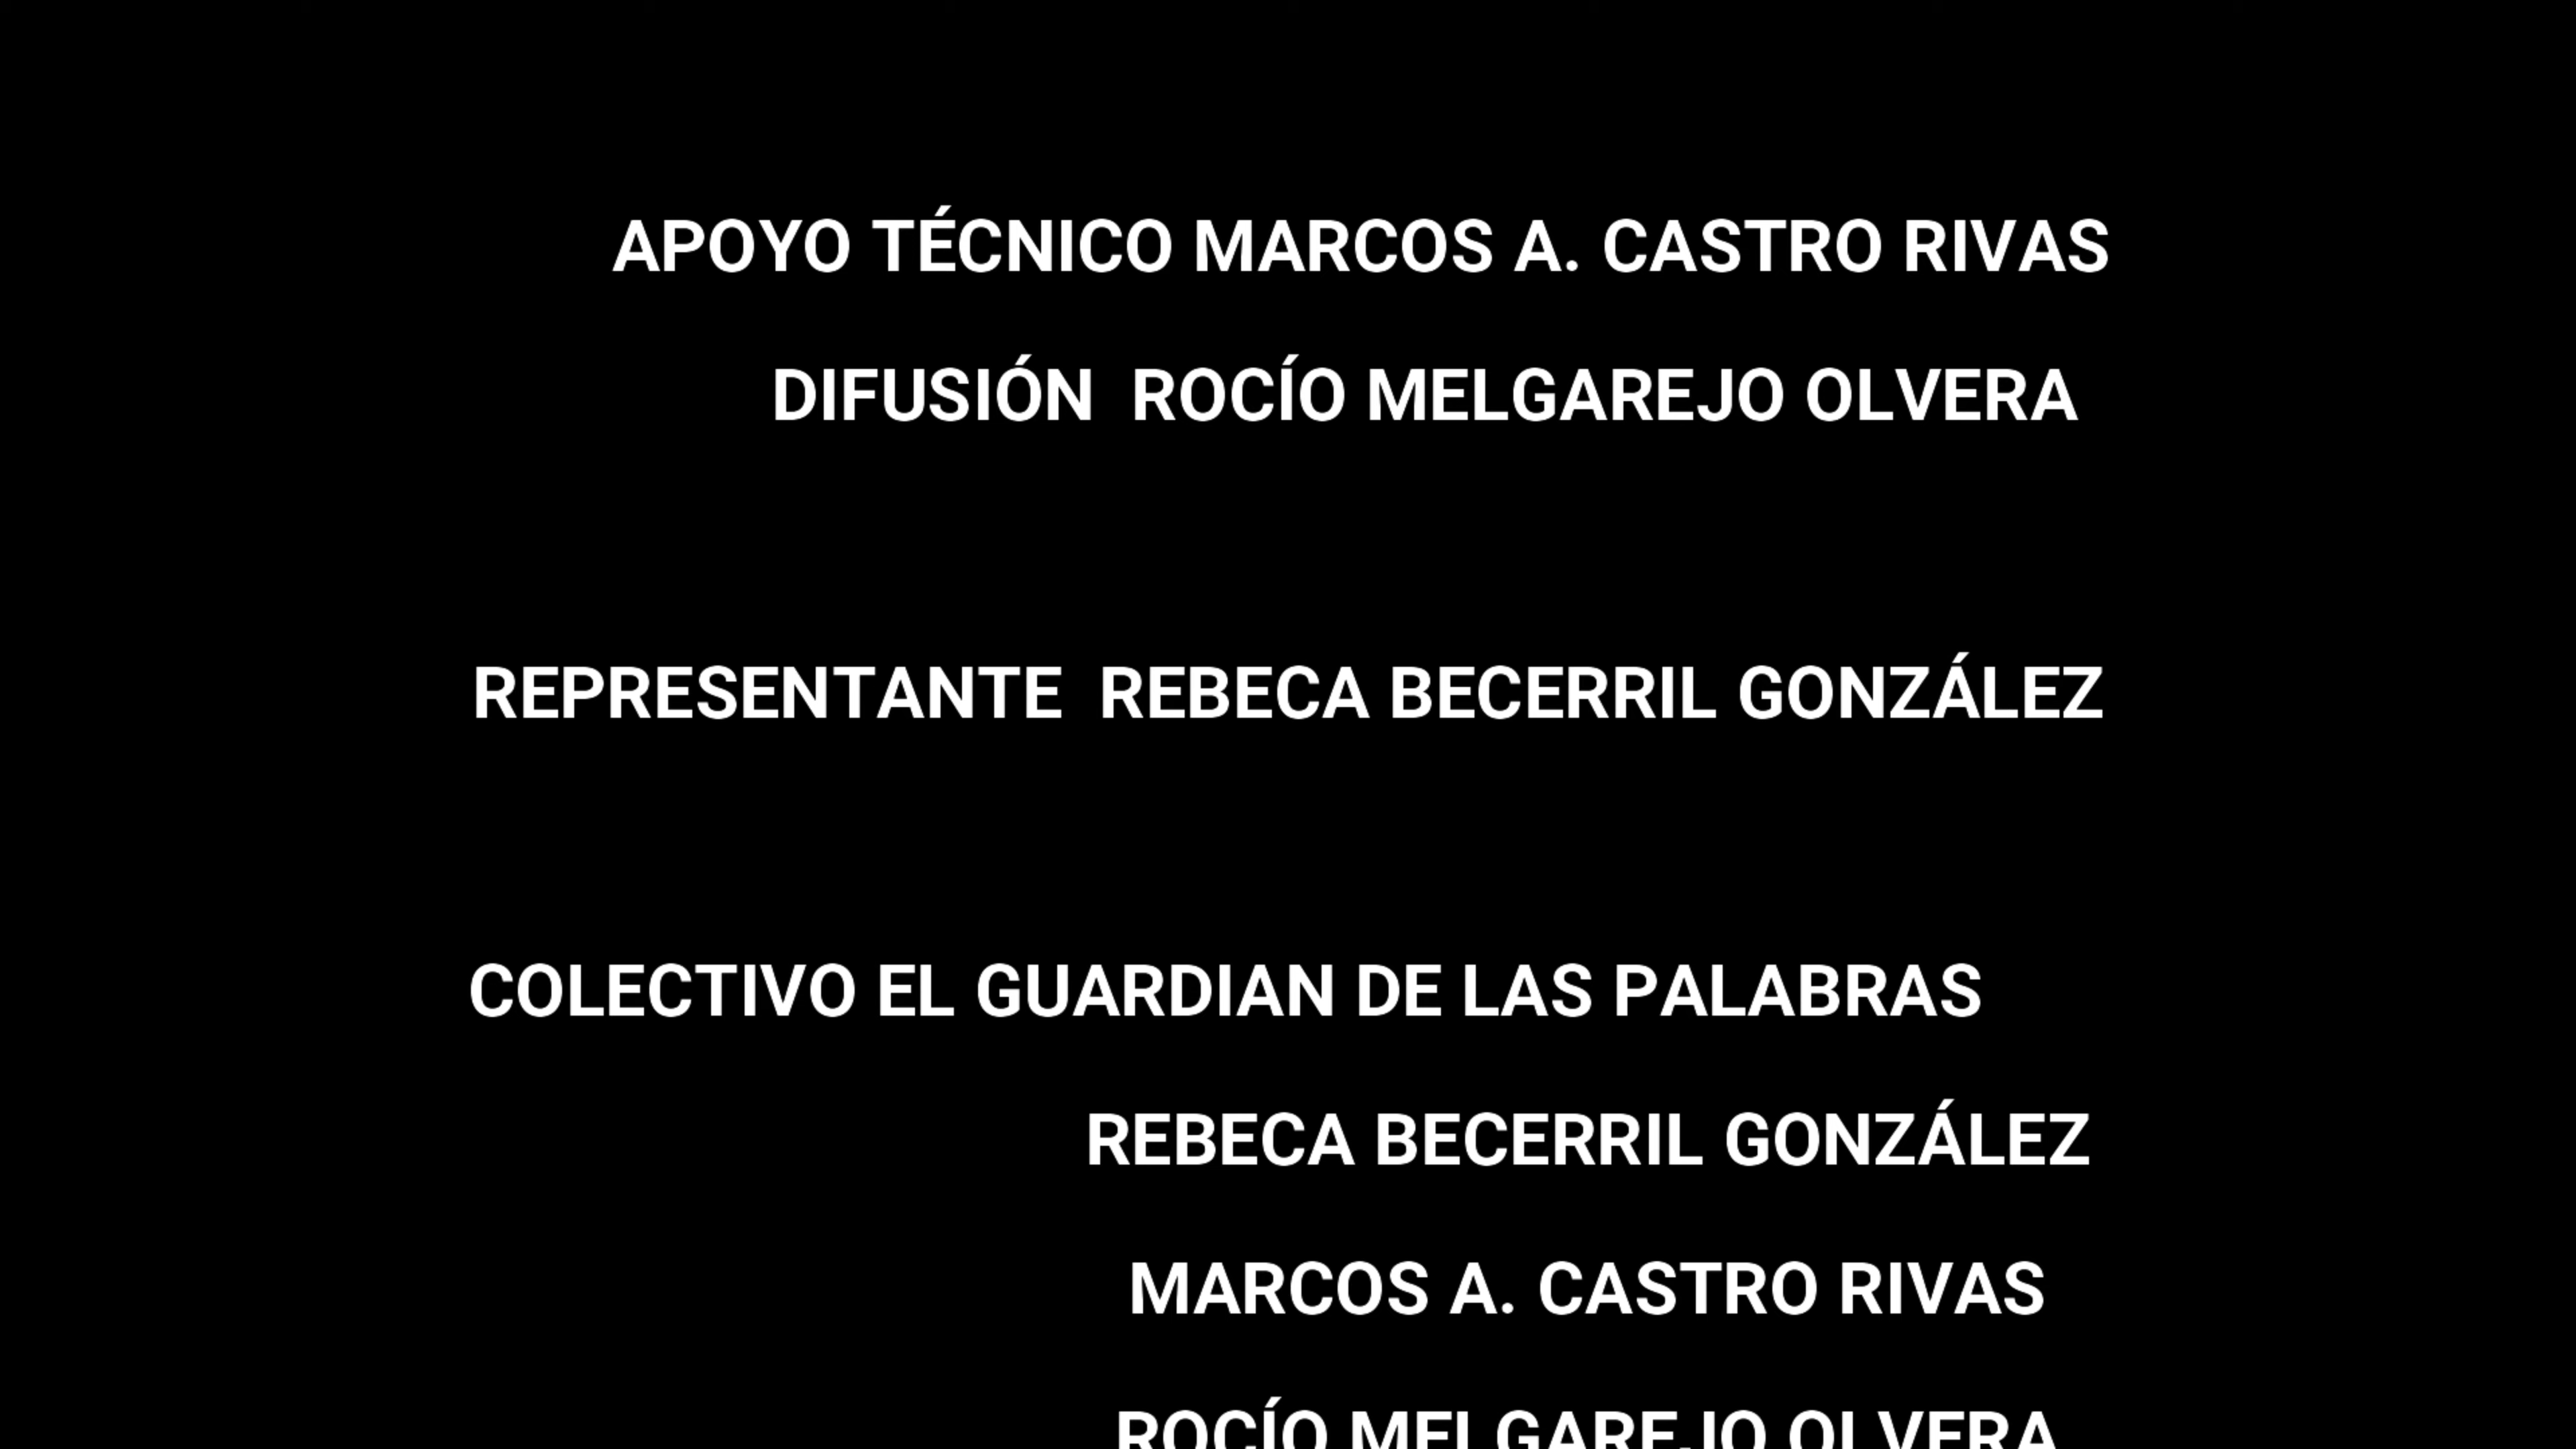 APOYO TÉCNICO MARCOS A. CASTRO RIVAS
DIFUSIÓN ROCÍO MELGAREJO OLVERA
REPRESENTANTE REBECA BECERRIL GONZÁLEZ
COLECTIVO EL GUARDIAN DE LAS PALABRAS
REBECA BECERRIL GONZÁLEZ
MARCOS A. CASTRO RIVAS
ROCÍO MELGAREJO OLVERA